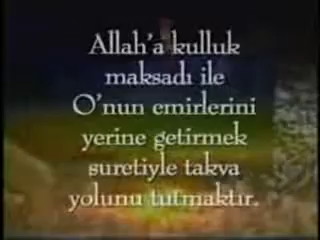 Allah'a kulluk
maksadı ile
O'nun emirlerini
yerine getirmek
suretiyle takva
yolunu tutmaktır.